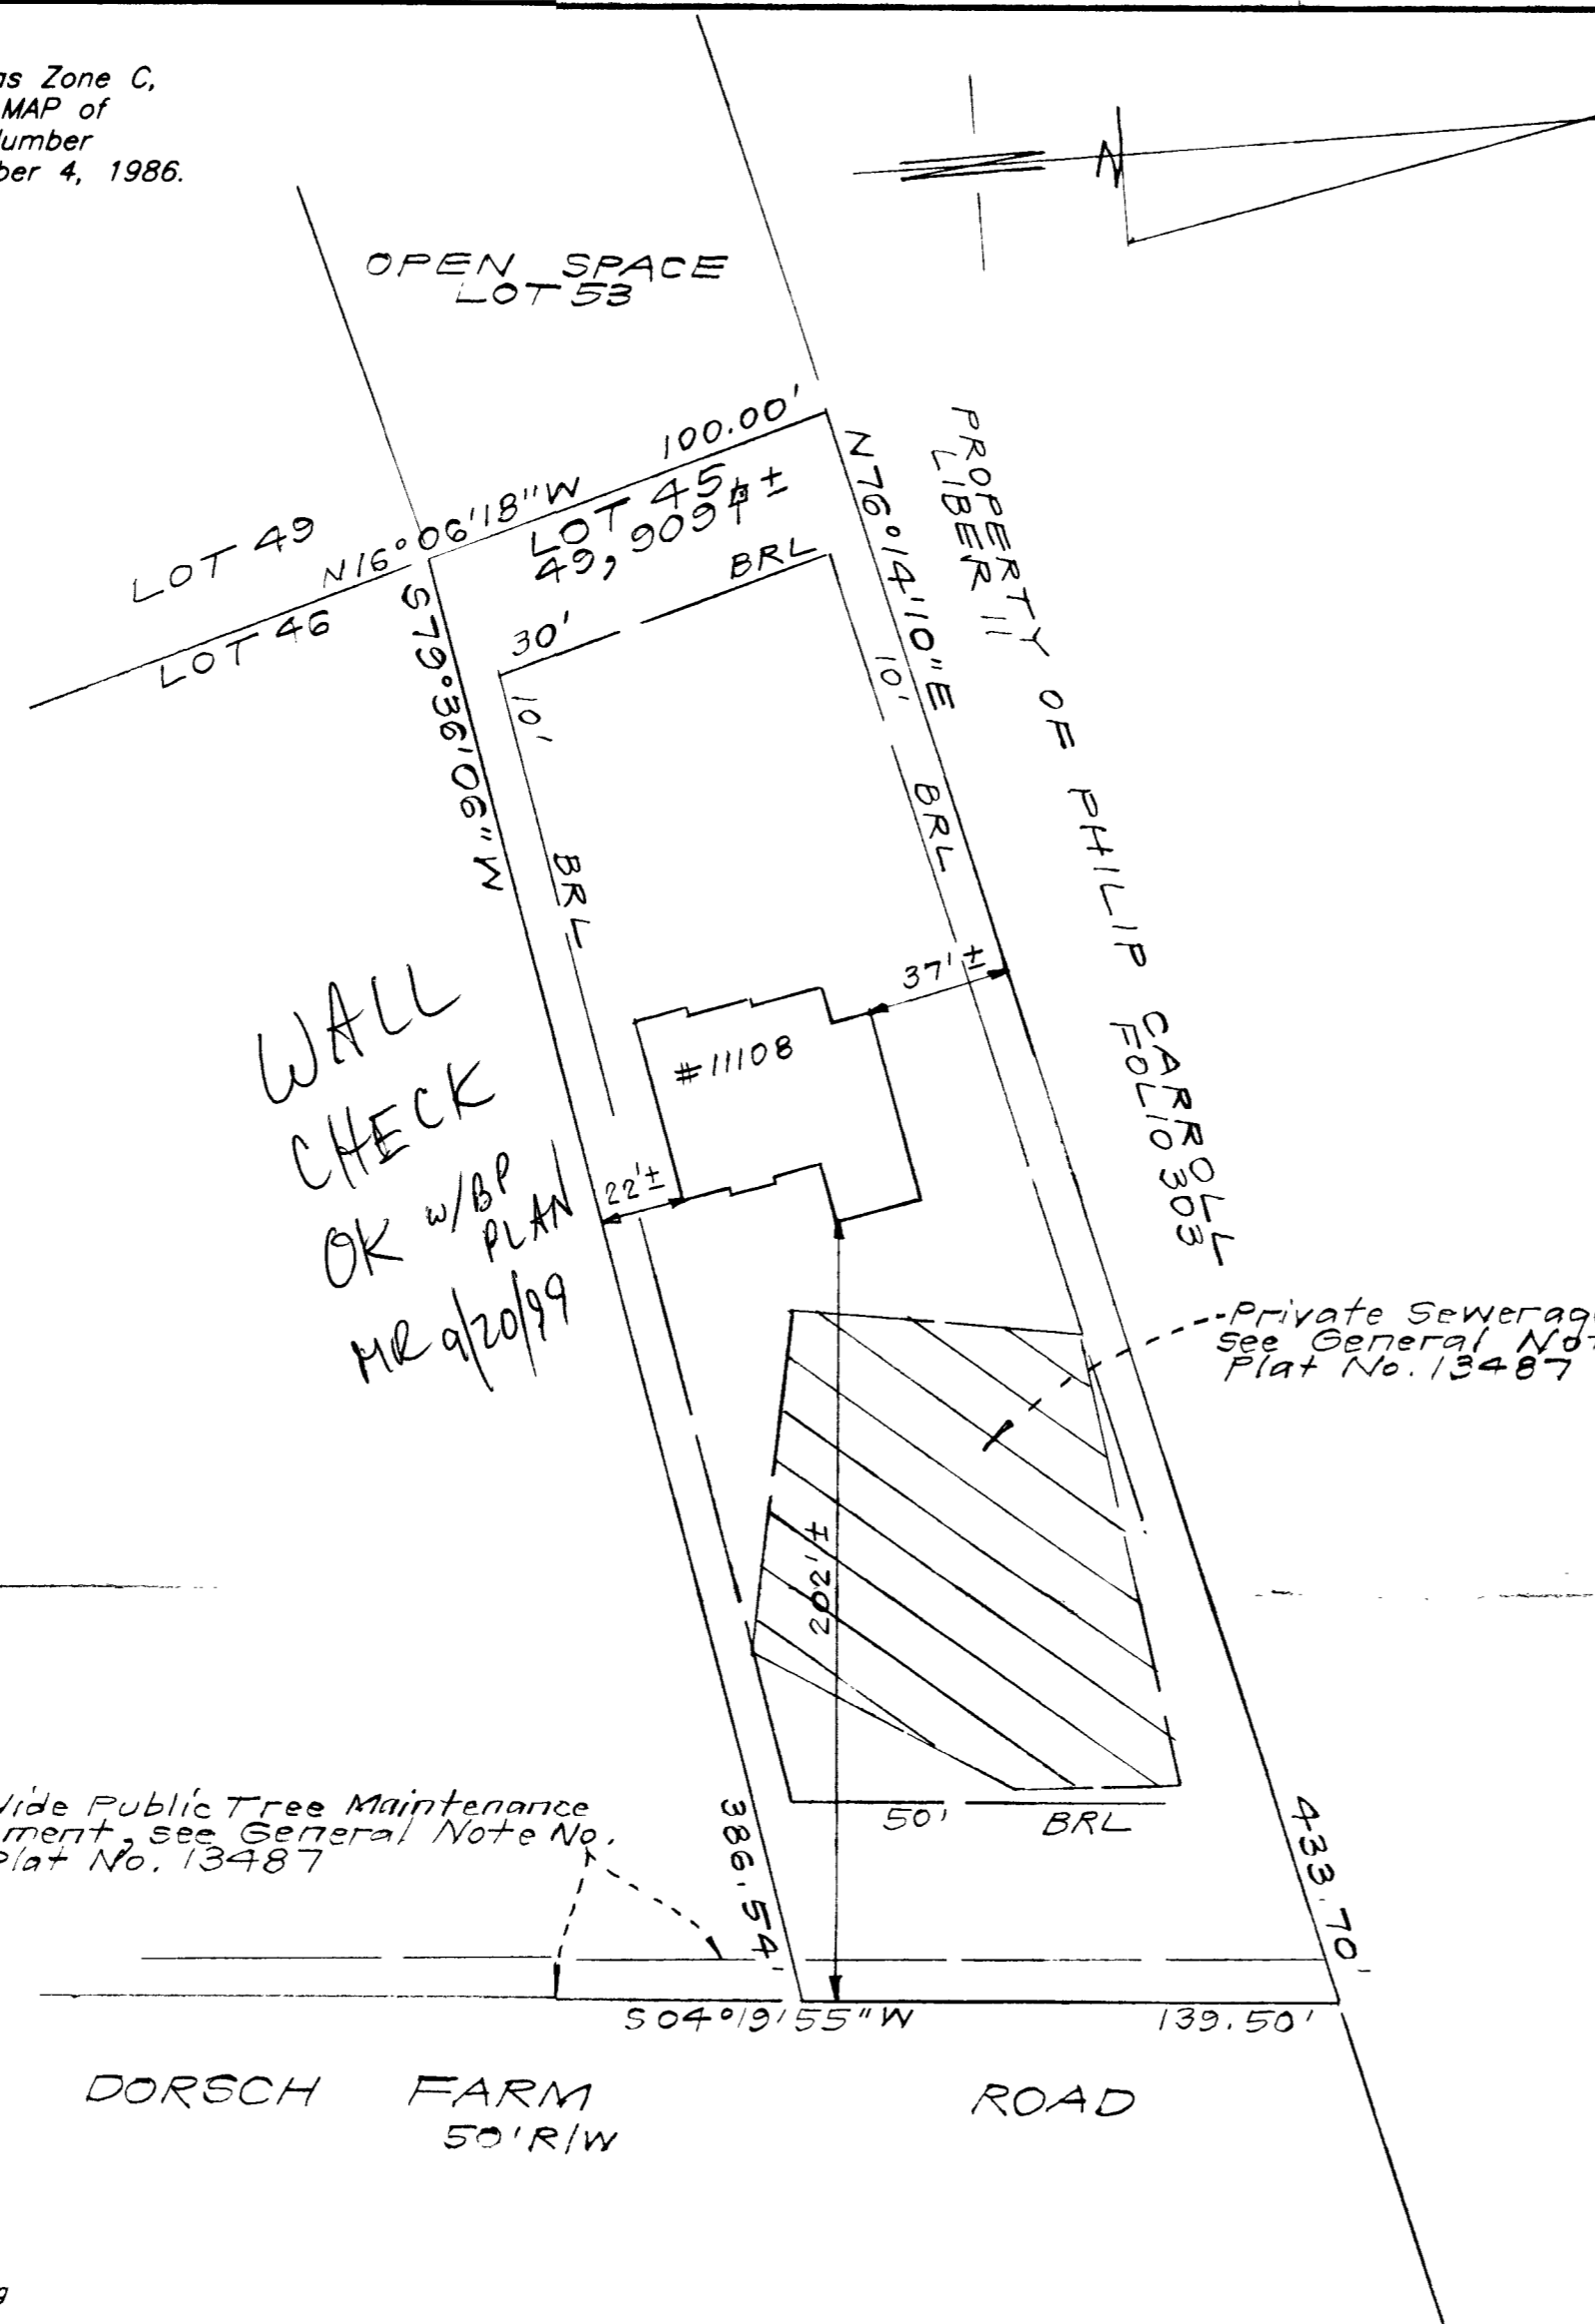 as Zone C,
MAP of
umber
ber 4, 1986.
N
OPEN SPACE
LOT 53
100.00'
N16°06'18"W
LOT 45
49,909 ±
LOT 49
LOT 46
BRL
30'
N76°14'10"E
10'
BRL
PROPERTY OF PHILIP CARROLL
LIBER 11 FOLIO 303
S79°36'06"W
10'
BRL
37'±
#11108
22'±
WALL
CHECK
OK w/BP
PLAN
MR 9/20/99
Private Sewerag
see General Not
Plat No. 13487
202'±
ide Public Tree Maintenance
ment, see General Note No.
Plat No. 13487
50' BRL
386.54'
433.70'
S04°19'55"W 139.50'
DORSCH FARM ROAD
50' R/W
g